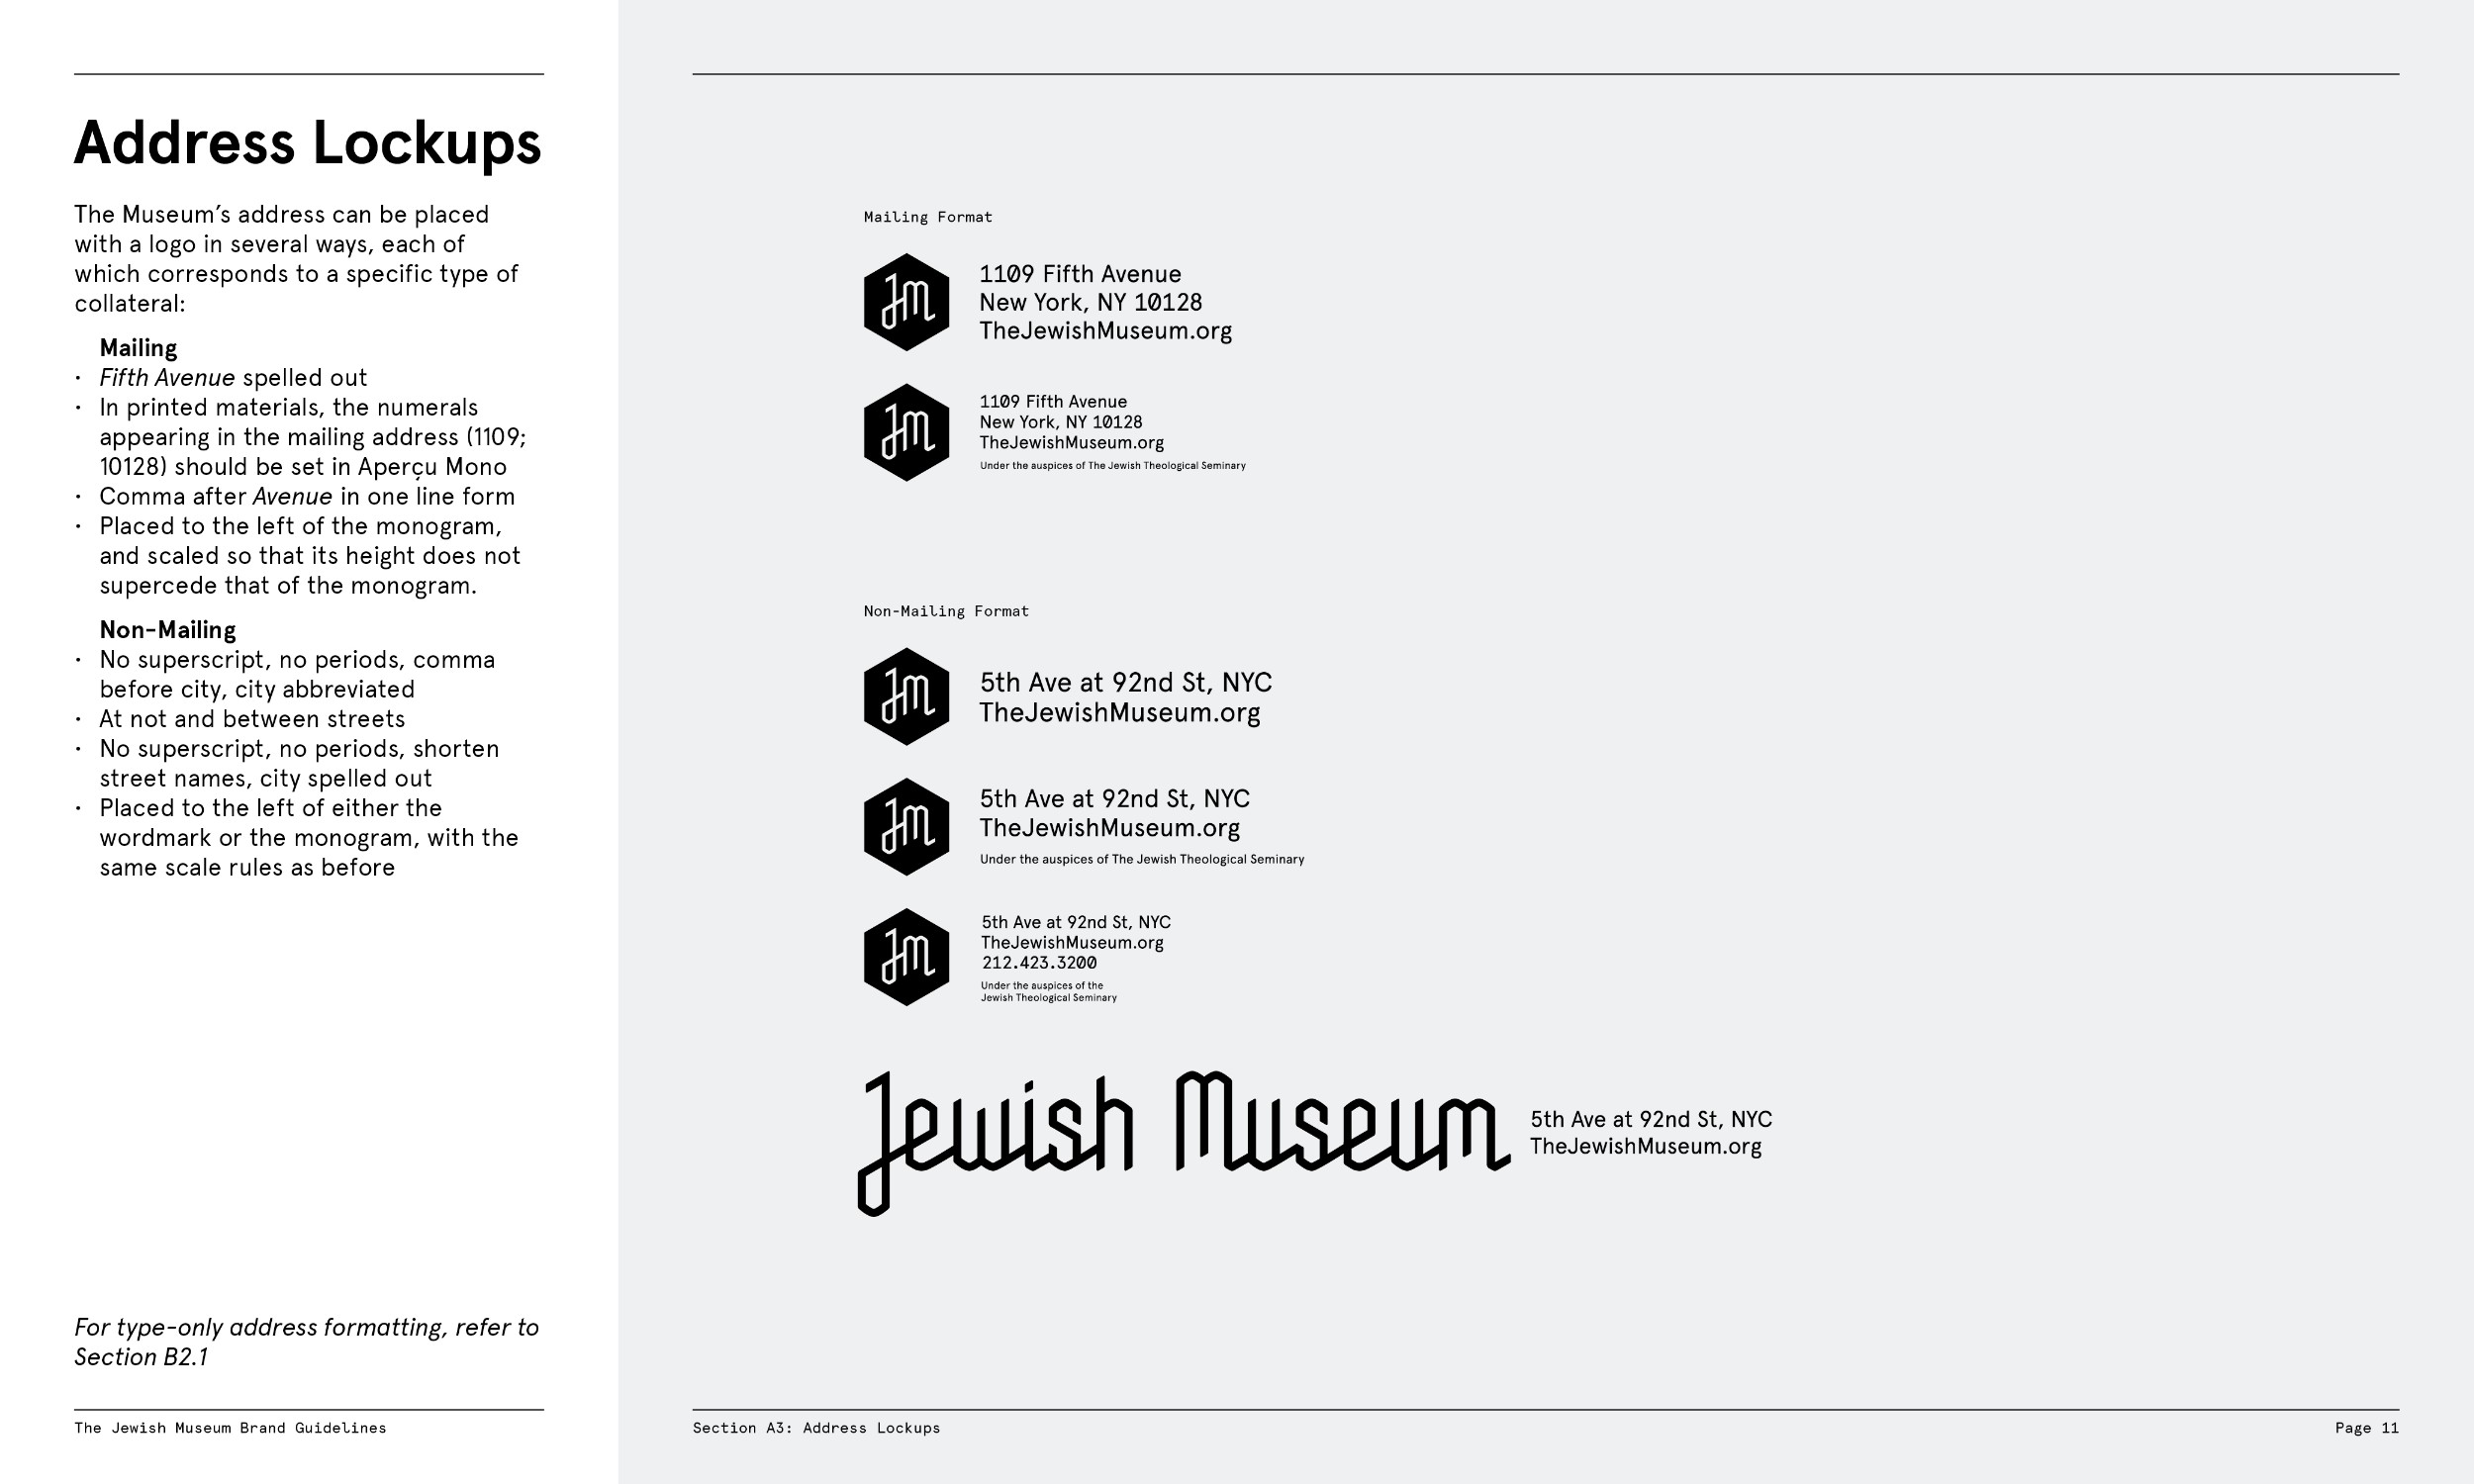 Address Lockups
The Museum’s address can be placed
with a logo in several ways, each of
which corresponds to a specific type of
collateral:
Mailing
· Fifth Avenue spelled out
· In printed materials, the numerals
appearing in the mailing address (1109;
10128) should be set in Aperçu Mono
· Comma after Avenue in one line form
· Placed to the left of the monogram,
and scaled so that its height does not
supercede that of the monogram.
Non-Mailing
· No superscript, no periods, comma
before city, city abbreviated
· At not and between streets
· No superscript, no periods, shorten
street names, city spelled out
· Placed to the left of either the
wordmark or the monogram, with the
same scale rules as before
For type-only address formatting, refer to
Section B2.1
The Jewish Museum Brand Guidelines
Mailing Format
Jm
1109 Fifth Avenue
New York, NY 10128
TheJewishMuseum.org
Jm
1109 Fifth Avenue
New York, NY 10128
TheJewishMuseum.org
Under the auspices of The Jewish Theological Seminary
Non-Mailing Format
Jm
5th Ave at 92nd St, NYC
TheJewishMuseum.org
Jm
5th Ave at 92nd St, NYC
TheJewishMuseum.org
Under the auspices of The Jewish Theological Seminary
Jm
5th Ave at 92nd St, NYC
TheJewishMuseum.org
212.423.3200
Under the auspices of the
Jewish Theological Seminary
Jewish Museum
5th Ave at 92nd St, NYC
TheJewishMuseum.org
Section A3: Address Lockups
Page 11